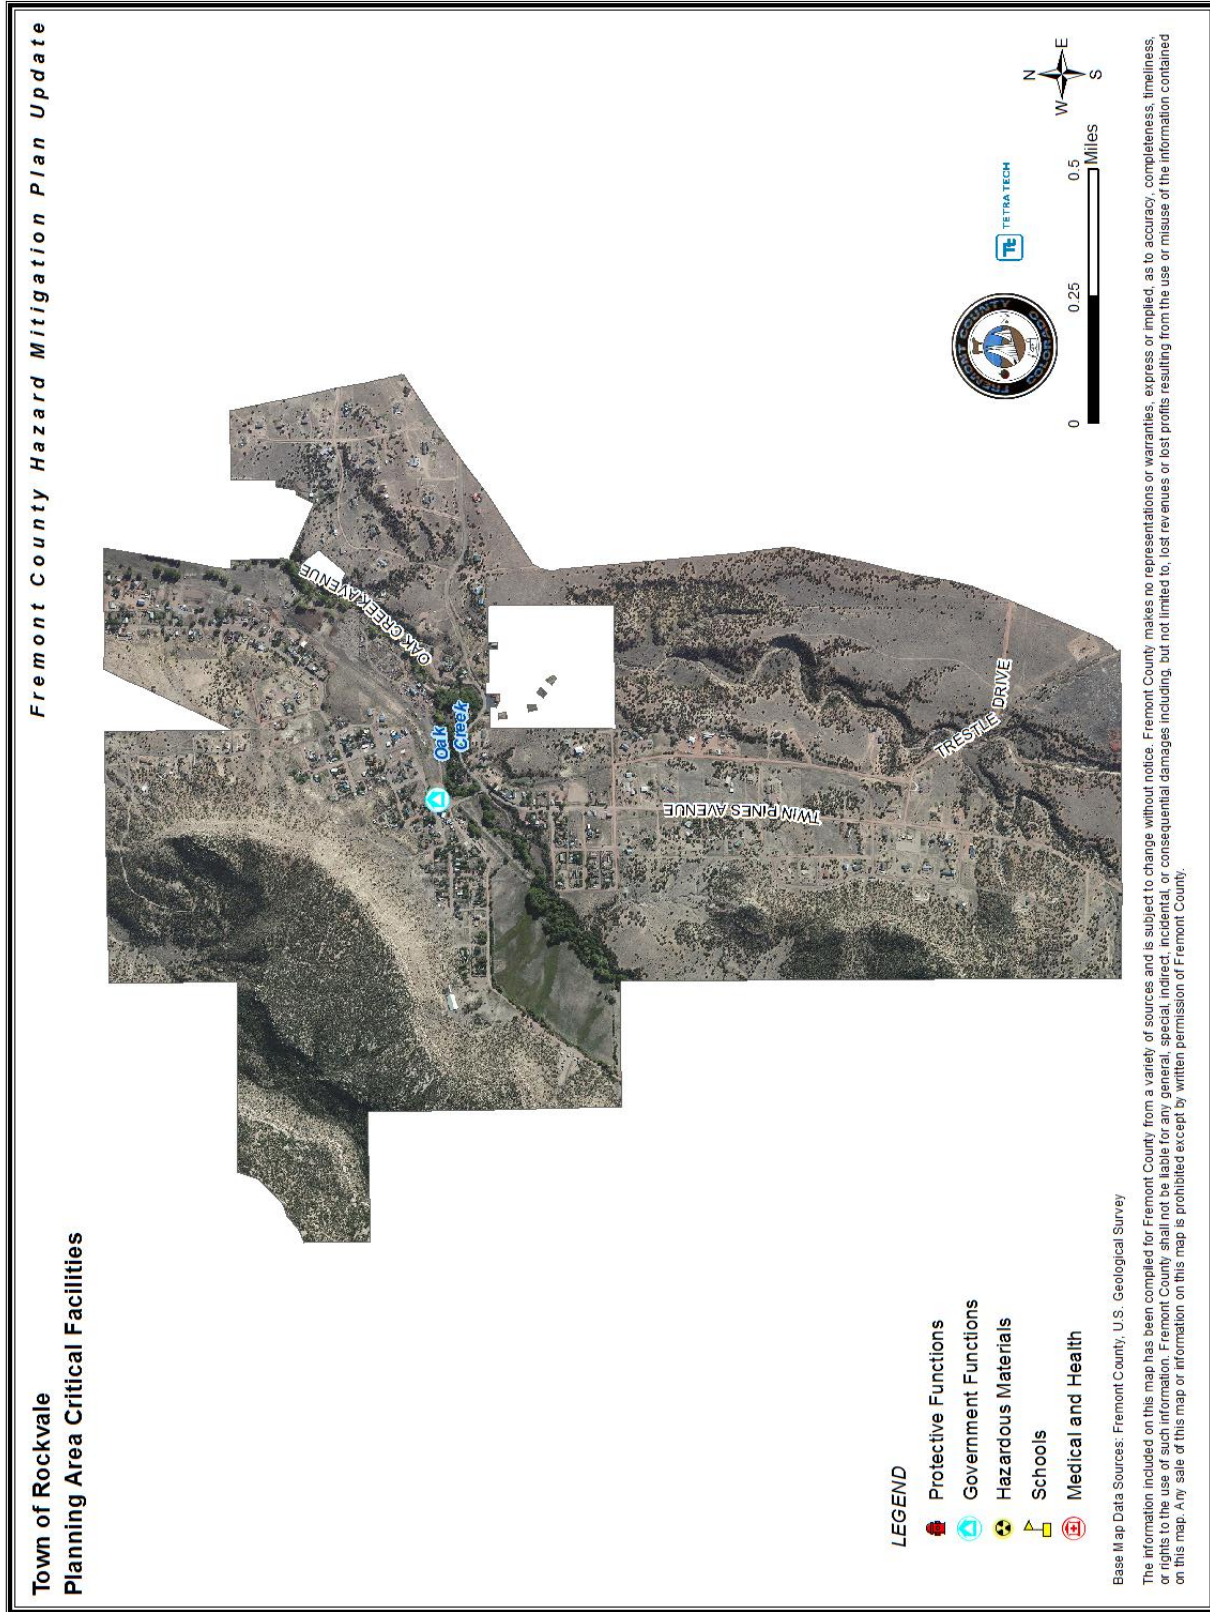 Fremont County Hazard Mitigation Plan Update
Town of Rockvale
Planning Area Critical Facilities
OAK CREEK AVENUE
Oak
Creek
TWIN PINES AVENUE
TRESTLE DRIVE
LEGEND
Protective Functions
Government Functions
Hazardous Materials
Schools
Medical and Health
FREMONT COUNTY
COLORADO
Tt TETRA TECH
N
W E
S
0 0.25 0.5
Miles
Base Map Data Sources: Fremont County, U.S. Geological Survey
The information included on this map has been compiled for Fremont County from a variety of sources and is subject to change without notice. Fremont County makes no representations or warranties, express or implied, as to accuracy, completeness, timeliness,
or rights to the use of such information. Fremont County shall not be liable for any general, special, indirect, incidental, or consequential damages including, but not limited to, lost revenues or lost profits resulting from the use or misuse of the information contained
on this map. Any sale of this map or information on this map is prohibited except by written permission of Fremont County.